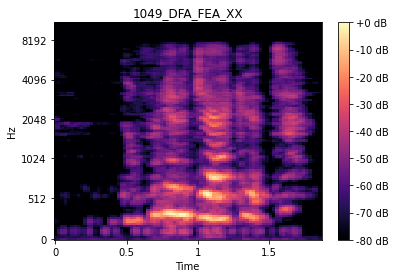 1049_DFA_FEA_XX
8192
4096
2048
1024
512
0
Hz
0
0.5
1
1.5
Time
+0 dB
-10 dB
-20 dB
-30 dB
-40 dB
-50 dB
-60 dB
-70 dB
-80 dB